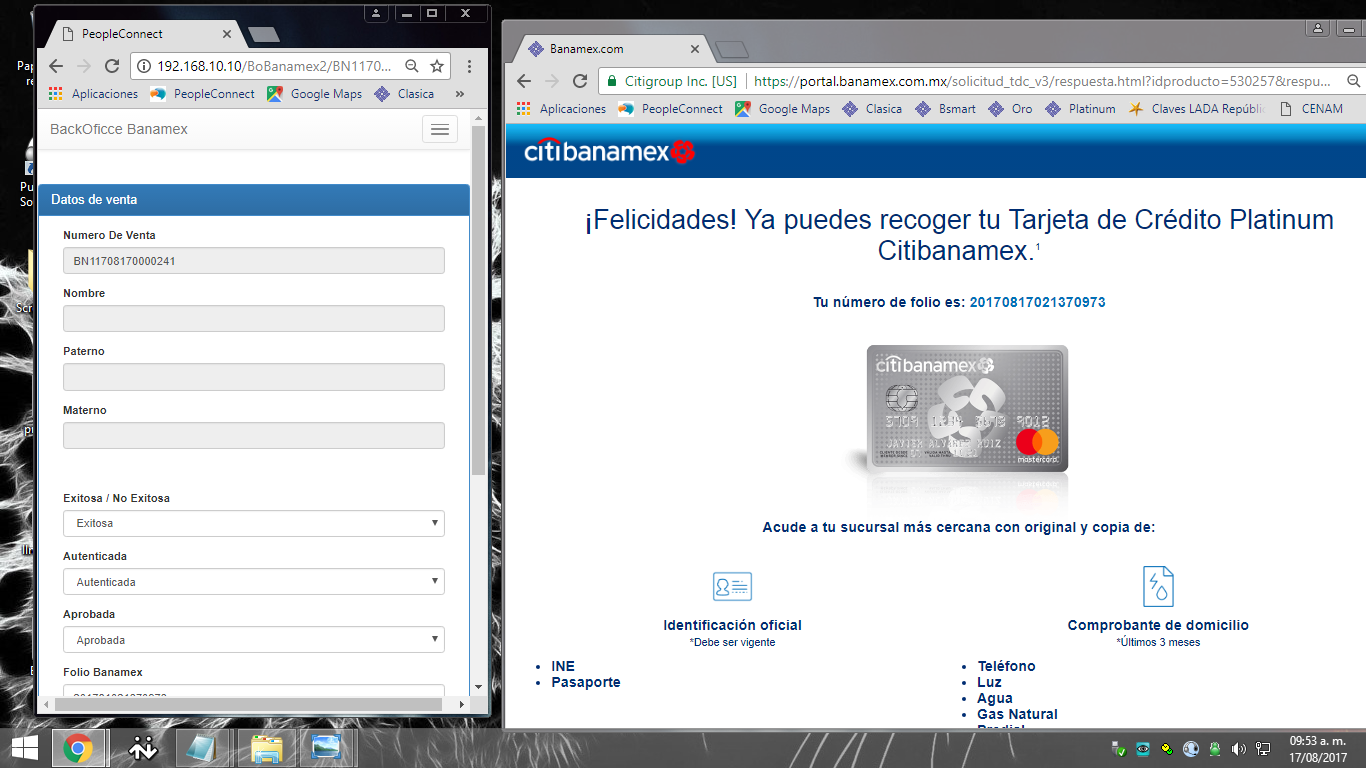 PeopleConnect
192.168.10.10/BoBanamex2/BN1170...
Aplicaciones PeopleConnect Google Maps Clasica »
BackOficce Banamex
Datos de venta
Numero De Venta
BN11708170000241
Nombre
Paterno
Materno
Exitosa / No Exitosa
Exitosa
Autenticada
Autenticada
Aprobada
Aprobada
Folio Banamex
Banamex.com
Citigroup Inc. [US] https://portal.banamex.com.mx/solicitud_tdc_v3/respuesta.html?idproducto=530257&respu...
Aplicaciones PeopleConnect Google Maps Clasica Bsmart Oro Platinum Claves LADA Repúbli CENAM
citibanamex
¡Felicidades! Ya puedes recoger tu Tarjeta de Crédito Platinum
Citibanamex.1
Tu número de folio es: 20170817021370973
citibanamex
JAVIER ALVAREZ RUIZ
mastercard
Acude a tu sucursal más cercana con original y copia de:
Identificación oficial
*Debe ser vigente
INE
Pasaporte
Comprobante de domicilio
*Últimos 3 meses
Teléfono
Luz
Agua
Gas Natural
Predial
09:53 a. m.
17/08/2017